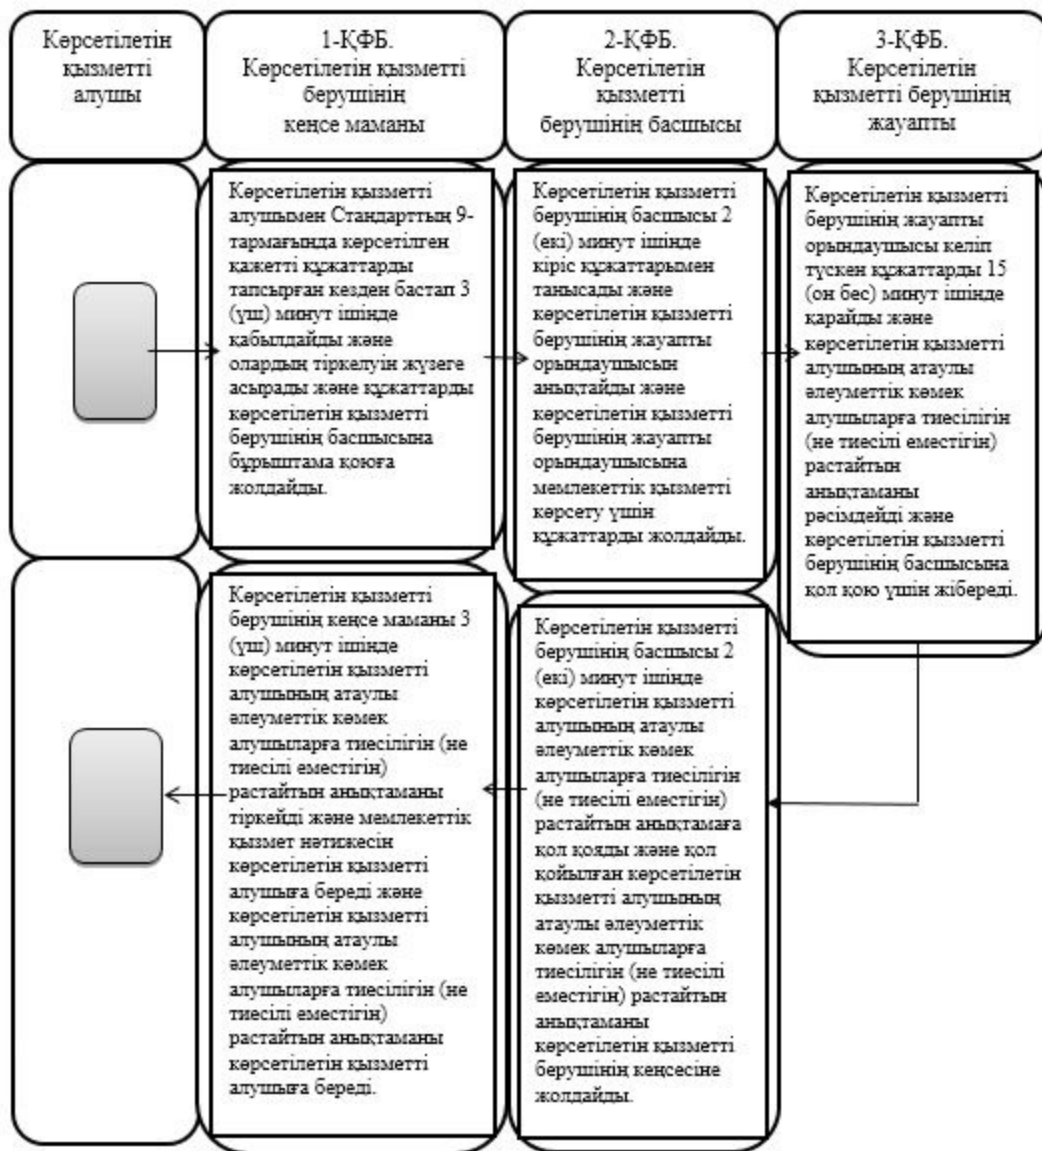 Көрсетілетін
қызметті
алушы
1-ҚФБ.
Көрсетілетін қызметті
берушінің
кеңсе маманы
2-ҚФБ.
Көрсетілетін
қызметті
берушінің басшысы
3-ҚФБ.
Көрсетілетін
қызметті берушінің
жауапты
Көрсетілетін қызметті
алушымен Стандарттың 9-
тармағында көрсетілген
қажетті құжаттарды
тапсырған кезден бастап 3
(үш) минут ішінде
қабылдайды және
олардың тіркелуін жүзеге
асырады және құжаттарды
көрсетілетін қызметті
берушінің басшысына
бұрыштама қоюға
жолдайды.
Көрсетілетін қызметті
берушінің басшысы 2
(екі) минут ішінде
кіріс құжаттарымен
танысады және
көрсетілетін қызметті
берушінің жауапты
орындаушысын
анықтайды және
көрсетілетін қызметті
берушінің жауапты
орындаушысына
мемлекеттік қызметті
көрсету үшін
құжаттарды жолдайды.
Көрсетілетін қызметті
берушінің жауапты
орындаушысы келіп
түскен құжаттарды 15
(он бес) минут ішінде
қарайды және
көрсетілетін қызметті
алушының атаулы
әлеуметтік көмек
алушыларға тиесілігін
(не тиесілі еместігін)
растайтын
анықтаманы
рәсімдейді және
көрсетілетін қызметті
берушінің басшысына
қол қою үшін жібереді.
Көрсетілетін қызметті
берушінің кеңсе маманы 3
(үш) минут ішінде
көрсетілетін қызметті
алушының атаулы
әлеуметтік көмек
алушыларға тиесілігін (не
тиесілі еместігін)
растайтын анықтаманы
тіркейді және мемлекеттік
қызмет нәтижесін
көрсетілетін қызметті
алушыға береді және
көрсетілетін қызметті
алушының атаулы
әлеуметтік көмек
алушыларға тиесілігін (не
тиесілі еместігін)
растайтын анықтаманы
көрсетілетін қызметті
алушыға береді.
Көрсетілетін қызметті
берушінің басшысы 2
(екі) минут ішінде
көрсетілетін қызметті
алушының атаулы
әлеуметтік көмек
алушыларға тиесілігін
(не тиесілі еместігін)
растайтын анықтамаға
қол қояды және қол
қойылған көрсетілетін
қызметті алушының
атаулы әлеуметтік
көмек алушыларға
тиесілігін (не тиесілі
еместігін) растайтын
анықтаманы
көрсетілетін қызметті
берушінің кеңсесіне
жолдайды.